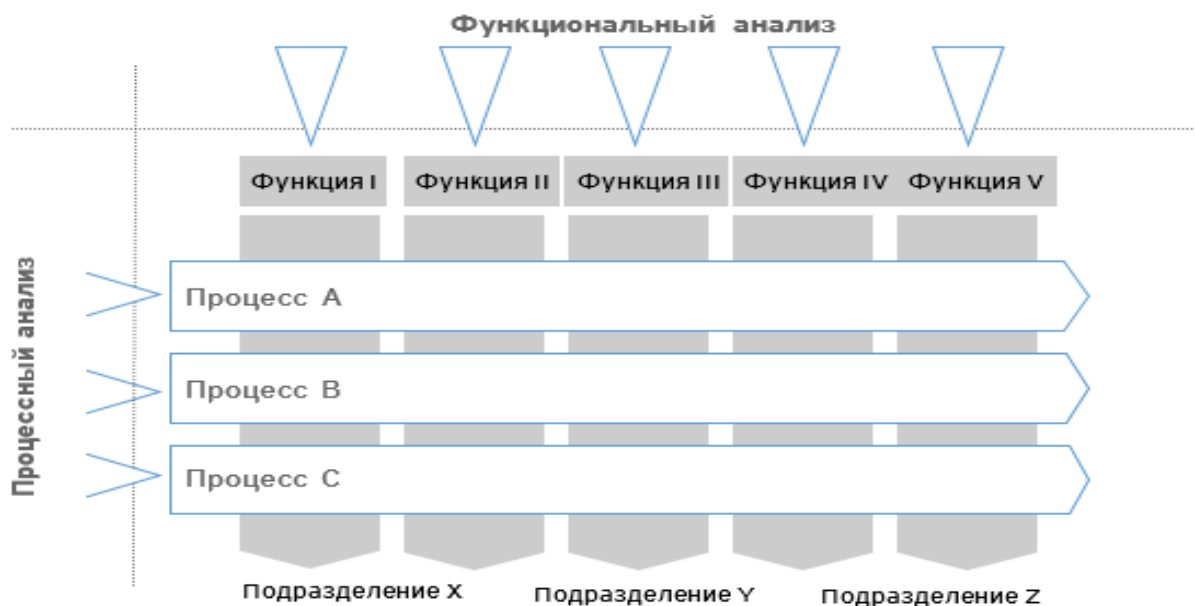 Функциональный анализ
Функция I Функция II Функция III Функция IV Функция V
Процессный анализ
Процесс A
Процесс B
Процесс C
Подразделение X Подразделение Y Подразделение Z